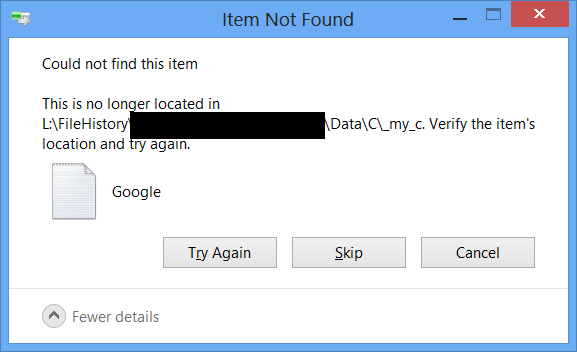 Item Not Found
Could not find this item
This is no longer located in
L:\FileHistory\ \Data\C\_my_c. Verify the item's
location and try again.
Google
Try Again
Skip
Cancel
Fewer details